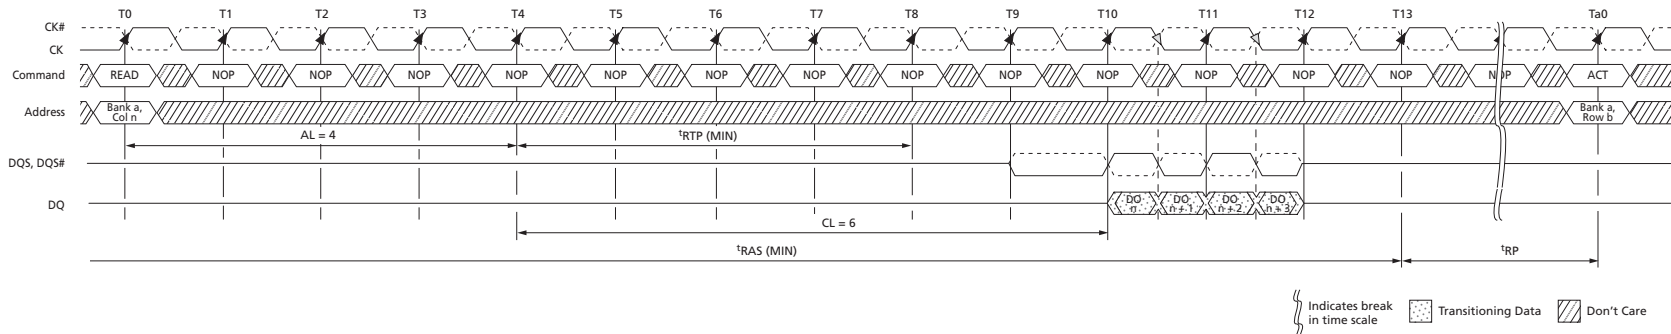 T0 T1 T2 T3 T4 T5 T6 T7 T8 T9 T10 T11 T12 T13 Ta0
CK#
CK
Command READ NOP NOP NOP NOP NOP NOP NOP NOP NOP NOP NOP NOP NOP NOP ACT
Address Bank a, Col n Bank a, Row b
AL = 4 tRTP (MIN)
DQS, DQS#
DQ DO n DO n + 1 DO n + 2 DO n + 3
CL = 6
tRAS (MIN) tRP
Indicates break in time scale Transitioning Data Don't Care